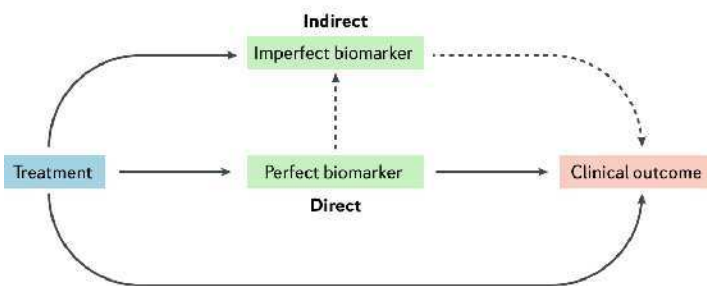 Indirect
Imperfect biomarker
Treatment
Perfect biomarker
Clinical outcome
Direct